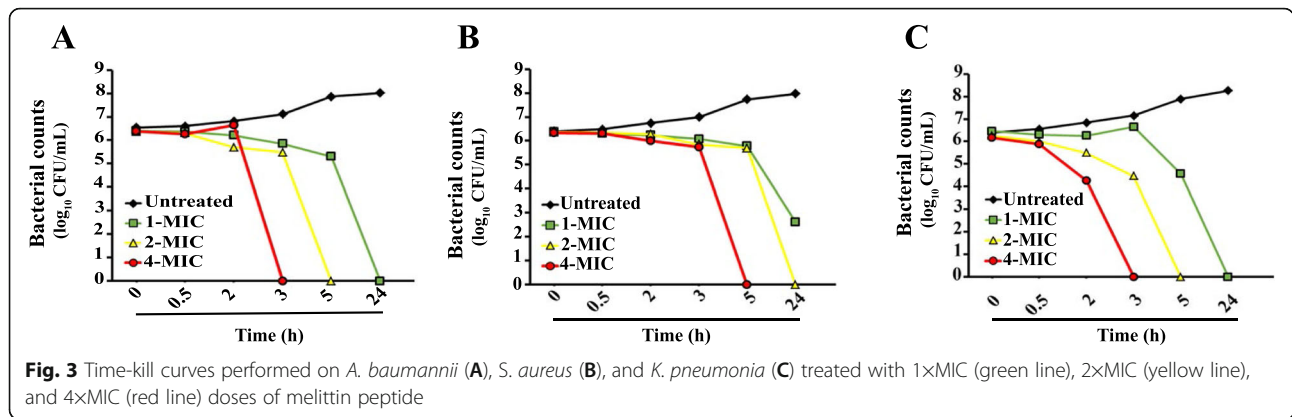 A
Bacterial counts
(log10 CFU/mL)
9
8
7
6
5
4
3
2
1
0
Untreated
1-MIC
2-MIC
4-MIC
0
0.5
2
3
5
24
Time (h)
B
Bacterial counts
(log10 CFU/mL)
9
8
7
6
5
4
3
2
1
0
Untreated
1-MIC
2-MIC
4-MIC
0
0.5
2
3
5
24
Time (h)
C
Bacterial counts
(log10 CFU/mL)
9
8
7
6
5
4
3
2
1
0
Untreated
1-MIC
2-MIC
4-MIC
0
0.5
2
3
5
24
Time (h)
Fig. 3 Time-kill curves performed on A. baumannii (A), S. aureus (B), and K. pneumonia (C) treated with 1×MIC (green line), 2×MIC (yellow line),
and 4×MIC (red line) doses of melittin peptide